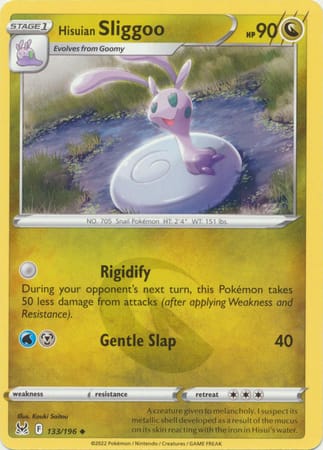 STAGE 1
Hisuian Sliggoo
HP 90
Evolves from Goomy
NO. 705 Snail Pokémon HT: 2'4" WT: 151 lbs.
Rigidify
During your opponent's next turn, this Pokémon takes
50 less damage from attacks (after applying Weakness and
Resistance).
Gentle Slap 40
weakness resistance retreat
Illus. Kouki Saitou
F 133/196
©2022 Pokémon / Nintendo / Creatures / GAME FREAK
A creature given to melancholy. I suspect its
metallic shell developed as a result of the mucus
on its skin reacting with the iron in Hisui's water.